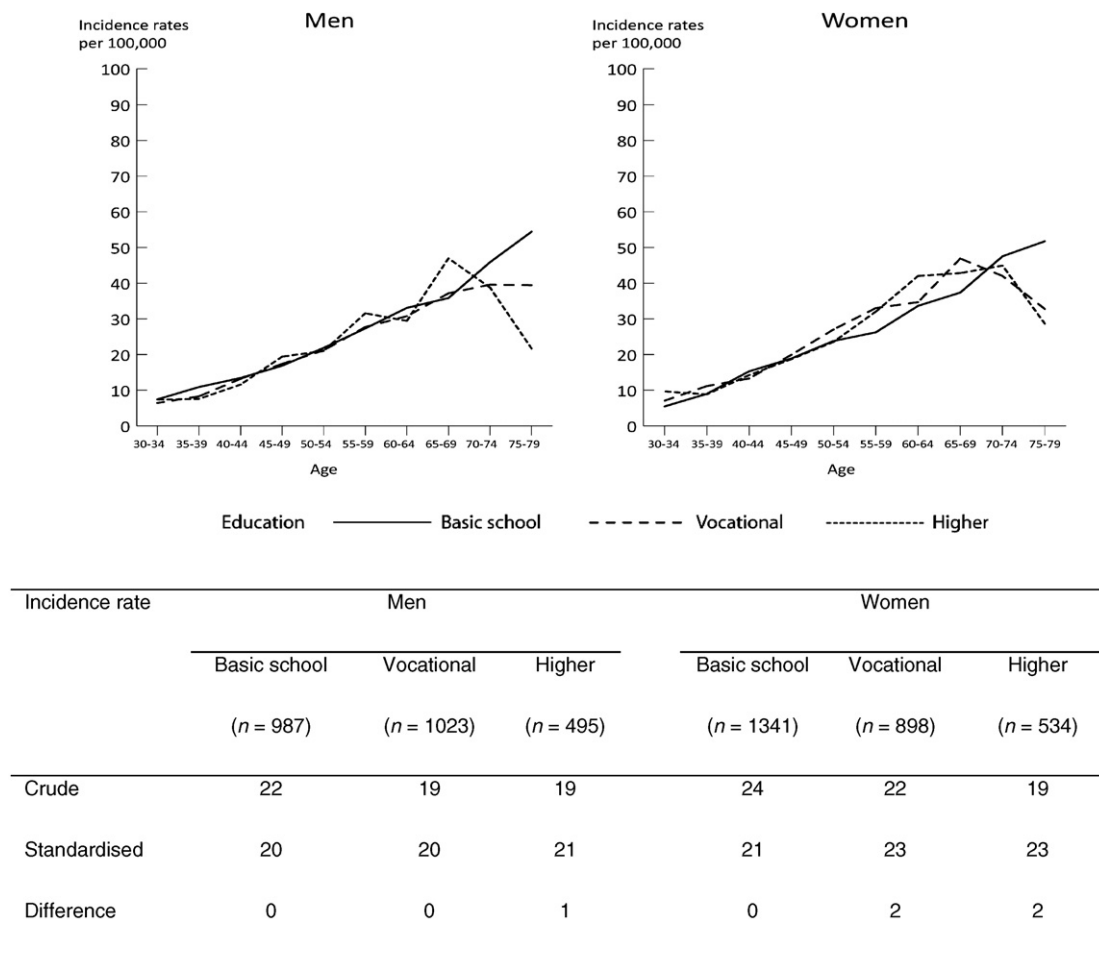 Men
Incidence rates
per 100,000
100
90
80
70
60
50
40
30
20
10
0
30-34 35-39 40-44 45-49 50-54 55-59 60-64 65-69 70-74 75-79
Age
Women
Incidence rates
per 100,000
100
90
80
70
60
50
40
30
20
10
0
30-34 35-39 40-44 45-49 50-54 55-59 60-64 65-69 70-74 75-79
Age
Education Basic school Vocational Higher
Incidence rate Men Women
Basic school Vocational Higher Basic school Vocational Higher
(n = 987) (n = 1023) (n = 495) (n = 1341) (n = 898) (n = 534)
Crude 22 19 19 24 22 19
Standardised 20 20 21 21 23 23
Difference 0 0 1 0 2 2